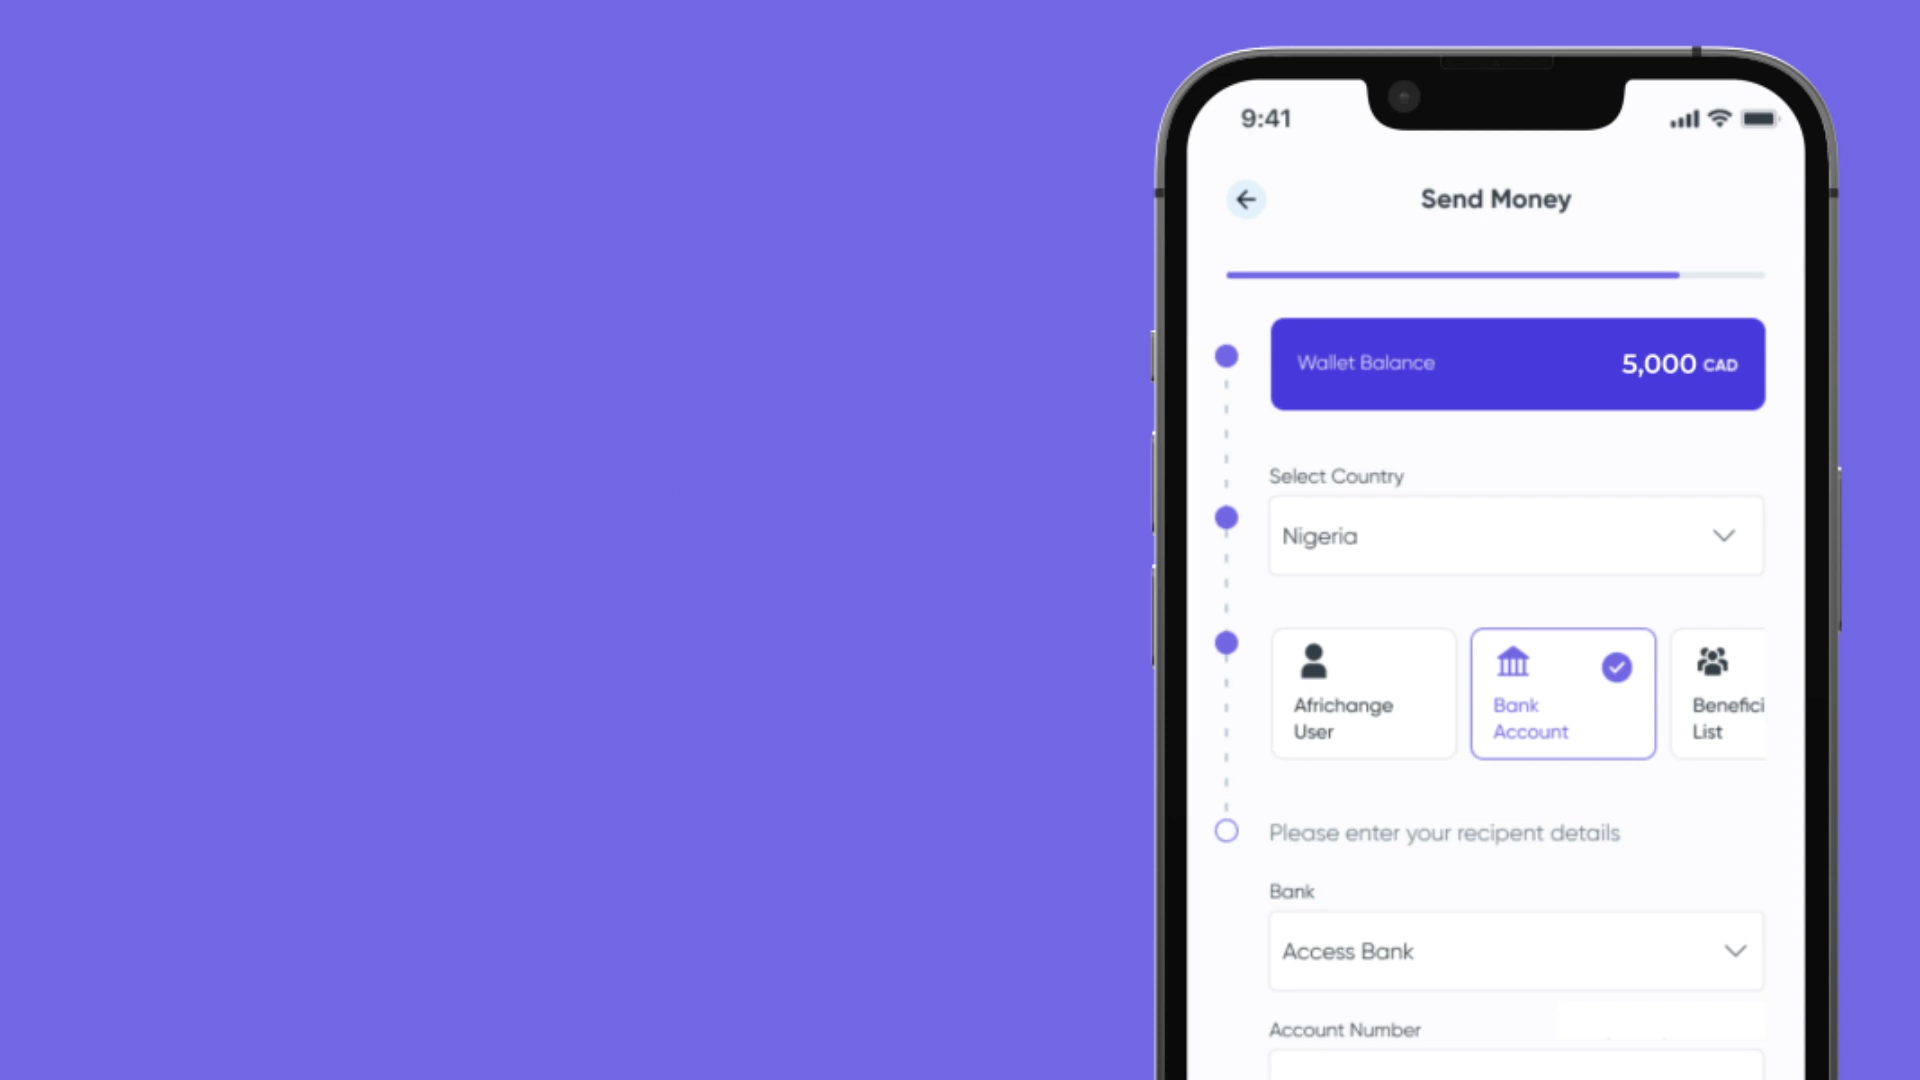 9:41
Send Money
Wallet Balance
5,000 CAD
Select Country
Nigeria
Africhange
User
Bank
Account
Benefici
List
Please enter your recipent details
Bank
Access Bank
Account Number